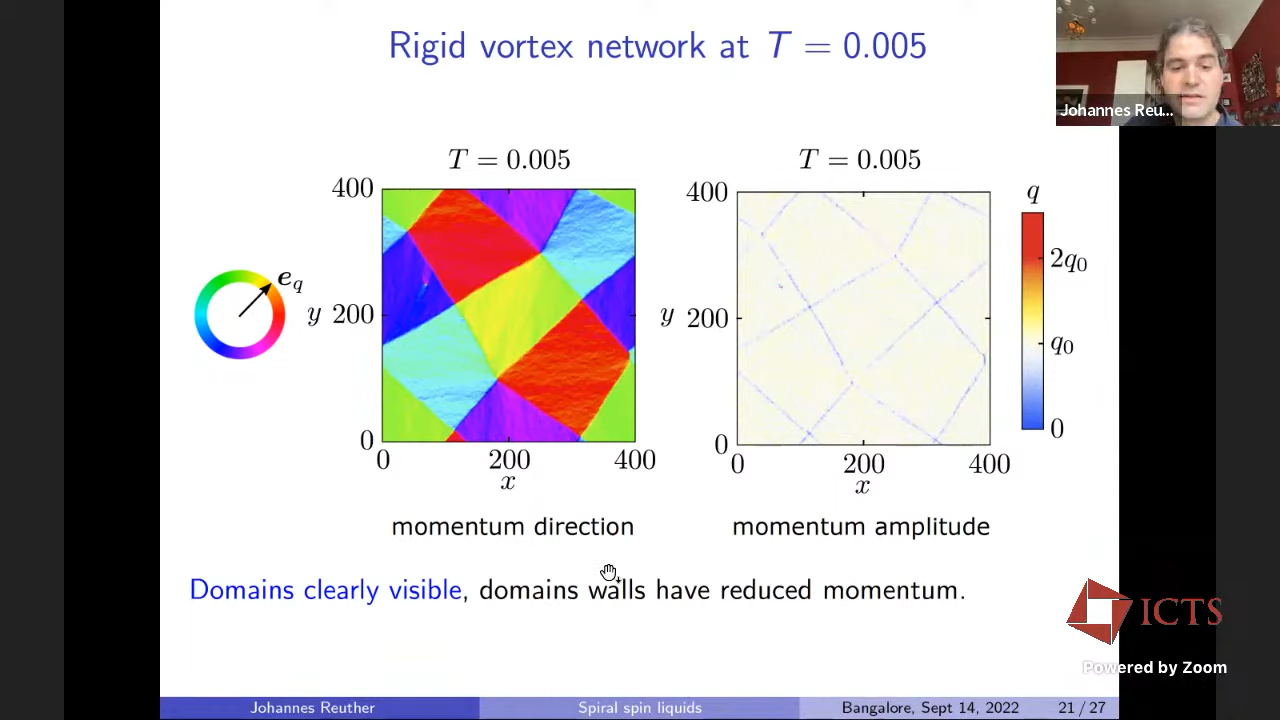 Rigid vortex network at T = 0.005
Johannes Reu...
T = 0.005
400
y 200
0
0 200 400
x
e_q
momentum direction
T = 0.005
400
y 200
0
0 200 400
x
q
2q₀
q₀
0
momentum amplitude
Domains clearly visible, domains walls have reduced momentum.
ICTS
Powered by Zoom
Johannes Reuther
Spiral spin liquids
Bangalore, Sept 14, 2022
21 / 27